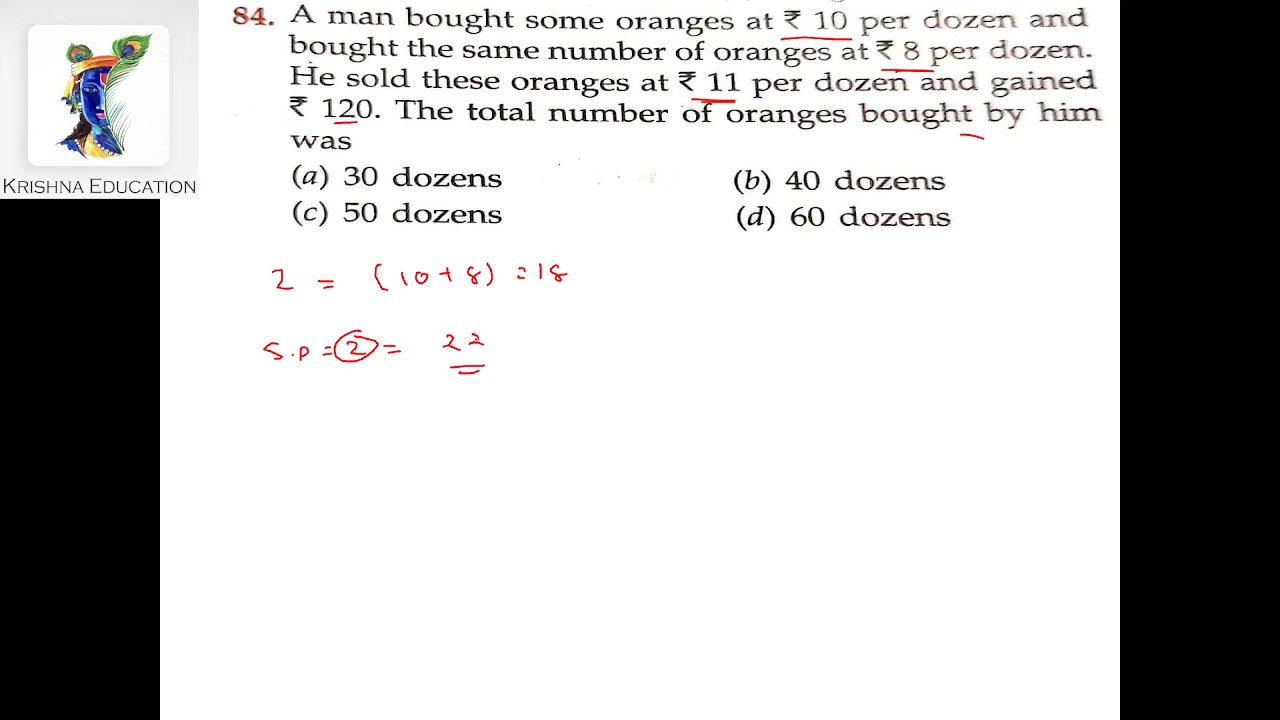 84. A man bought some oranges at ₹ 10 per dozen and
bought the same number of oranges at ₹ 8 per dozen.
He sold these oranges at ₹ 11 per dozen and gained
₹ 120. The total number of oranges bought by him
was
(a) 30 dozens (b) 40 dozens
(c) 50 dozens (d) 60 dozens
KRISHNA EDUCATION
2 = (10+8) = 18
S.P = 2 = 22